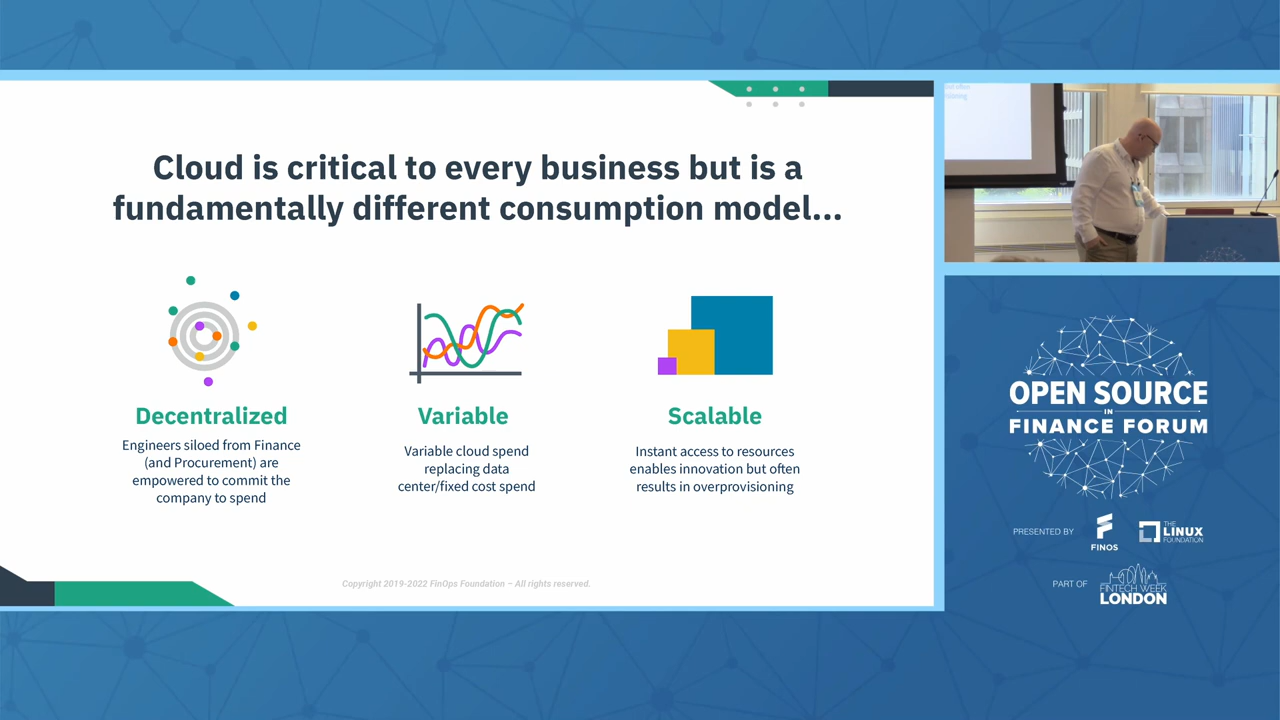 Cloud is critical to every business but is a
fundamentally different consumption model...
Decentralized
Engineers siloed from Finance
(and Procurement) are
empowered to commit the
company to spend
Variable
Variable cloud spend
replacing data
center/fixed cost spend
Scalable
Instant access to resources
enables innovation but often
results in overprovisioning
Copyright 2019-2022 FinOps Foundation – All rights reserved.
OPEN SOURCE
IN
FINANCE FORUM
PRESENTED BY
FINOS
THE
LINUX
FOUNDATION
PART OF
FINTECH WEEK
LONDON